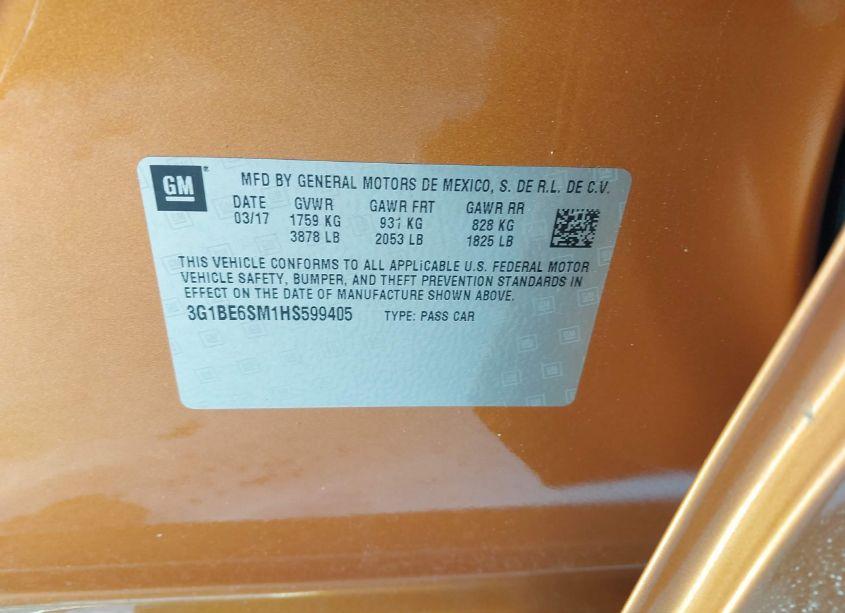 GM
MFD BY GENERAL MOTORS DE MEXICO, S. DE R.L. DE C.V.
DATE GVWR GAWR FRT GAWR RR
03/17 1759 KG 931 KG 828 KG
3878 LB 2053 LB 1825 LB
THIS VEHICLE CONFORMS TO ALL APPLICABLE U.S. FEDERAL MOTOR
VEHICLE SAFETY, BUMPER, AND THEFT PREVENTION STANDARDS IN
EFFECT ON THE DATE OF MANUFACTURE SHOWN ABOVE.
3G1BE6SM1HS599405 TYPE: PASS CAR